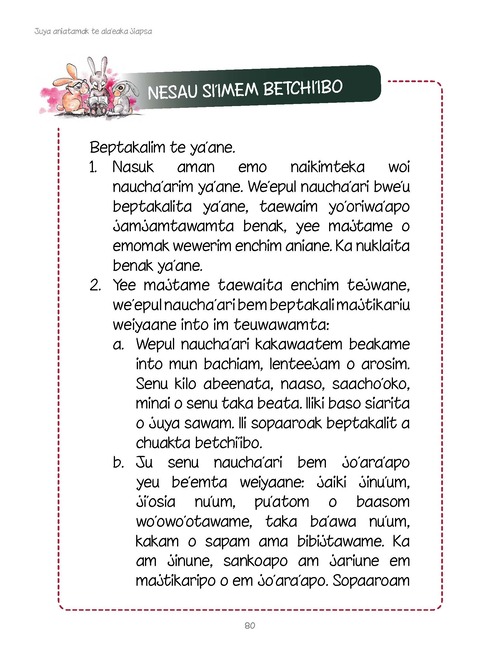 Juya aniatamak te ala'eaka jiapsa
NESAU SI'IMEM BETCHI'IBO
Beptakalim te ya'ane.
1. Nasuk aman emo naikimteka woi
naucha'arim ya'ane. We'epul naucha'ari bwe'u
beptakalita ya'ane, taewaim yo'oriwa'apo
jamjamtawamta benak, yee majtame o
emomak wewerim enchim aniane. Ka nuklaita
benak ya'ane.
2. Yee majtame taewaita enchim tejwane,
we'epul naucha'ari bem beptakali majtikariu
weiyaane into im teuwawamta:
a. Wepul naucha'ari kakawaatem beakame
into mun bachiam, lenteejam o arosim.
Senu kilo abeenata, naaso, saacho'oko,
minai o senu taka beata. Iliki baso siarita
o juya sawam. Ili sopaaroak beptakalit a
chuakta betchi'ibo.
b. Ju senu naucha'ari bem jo'ara'apo
yeu be'emta weiyaane: jaiki jinu'um,
ji'osia nu'um, pu'atom o baasom
wo'owo'otawame, taka ba'awa nu'um,
kakam o sapam ama bibijtawame. Ka
am jinune, sankoapo am jariune em
majtikaripo o em jo'ara'apo. Sopaaroam
80